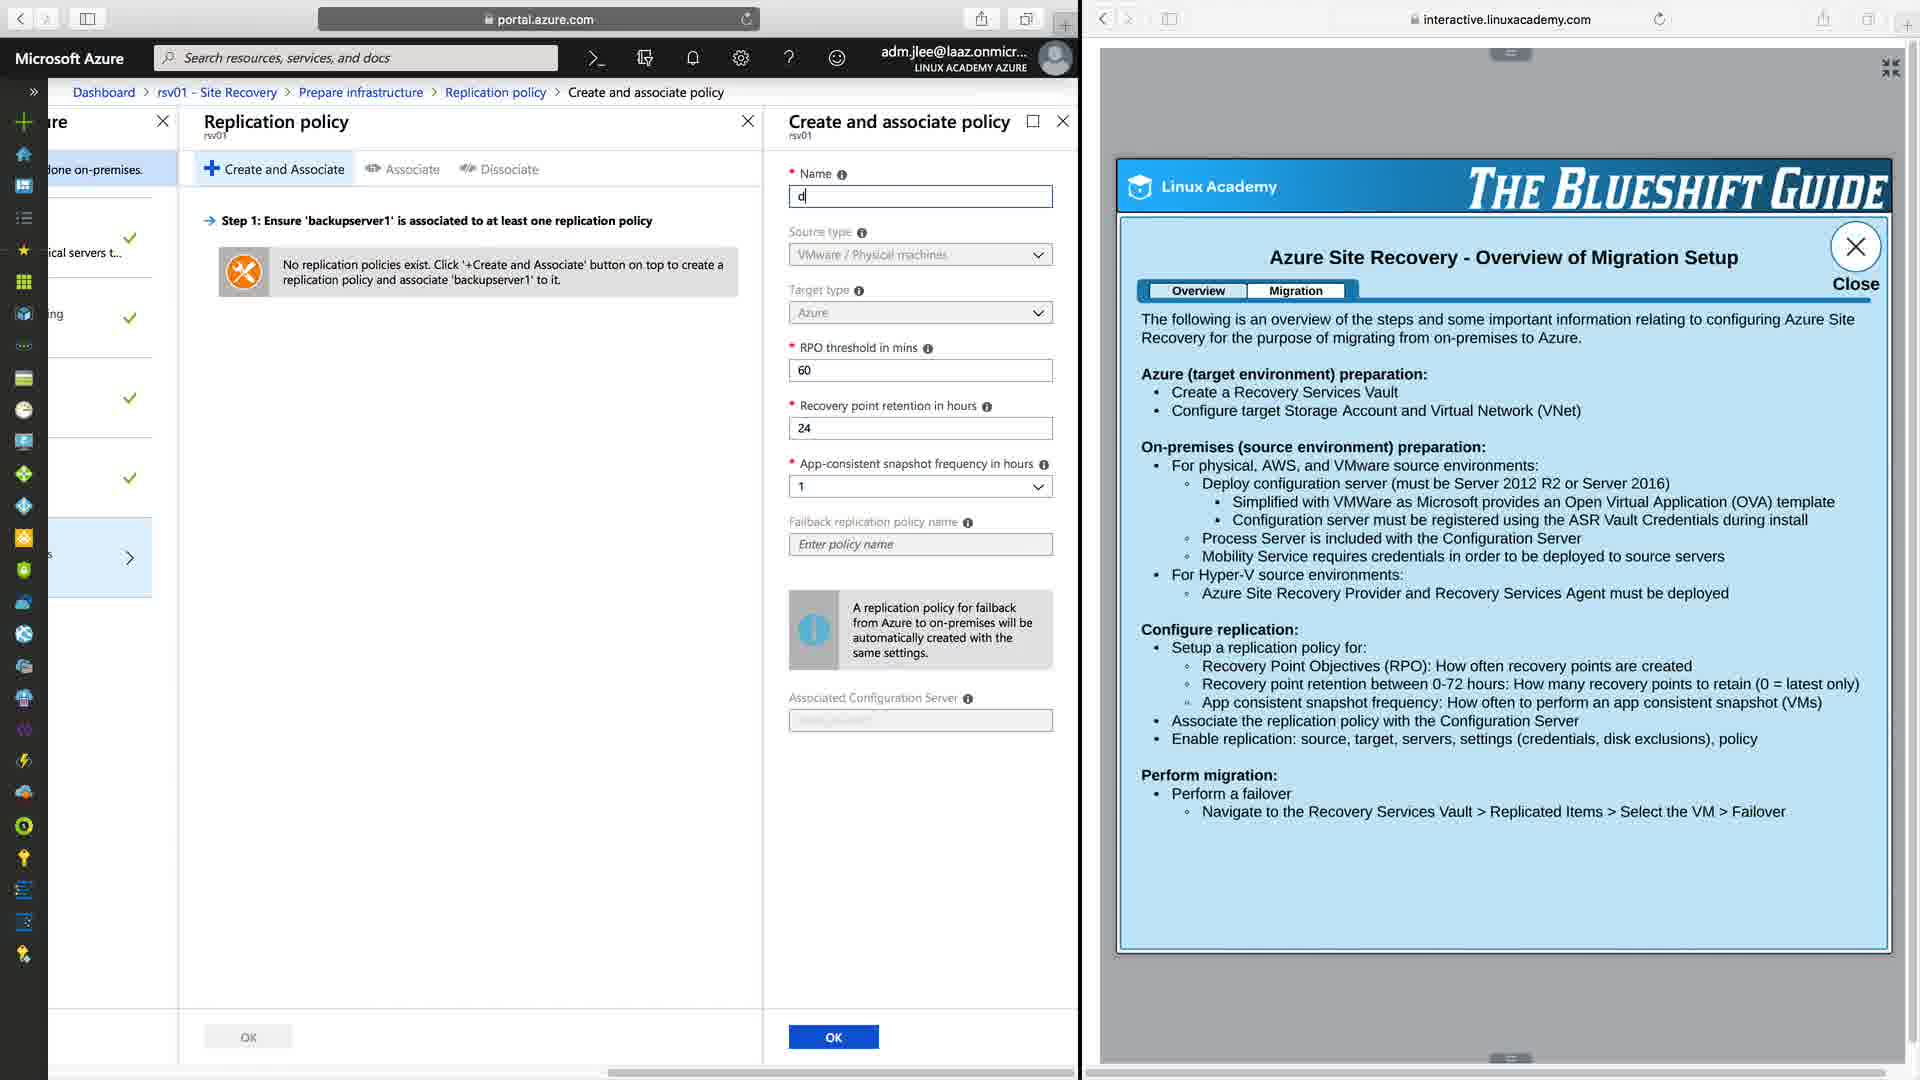 portal.azure.com
Microsoft Azure
Search resources, services, and docs
adm.jlee@laaz.onmicr...
LINUX ACADEMY AZURE
Dashboard > rsv01 - Site Recovery > Prepare infrastructure > Replication policy > Create and associate policy
re
one on-premises.
ical servers t...
ng
s
Replication policy
rsv01
Create and Associate
Associate
Dissociate
Step 1: Ensure 'backupserver1' is associated to at least one replication policy
No replication policies exist. Click '+Create and Associate' button on top to create a
replication policy and associate 'backupserver1' to it.
OK
Create and associate policy
rsv01
* Name
d
Source type
VMware / Physical machines
Target type
Azure
* RPO threshold in mins
60
* Recovery point retention in hours
24
* App-consistent snapshot frequency in hours
1
Failback replication policy name
Enter policy name
A replication policy for failback
from Azure to on-premises will be
automatically created with the
same settings.
Associated Configuration Server
OK
interactive.linuxacademy.com
Linux Academy
THE BLUESHIFT GUIDE
Azure Site Recovery - Overview of Migration Setup
Close
Overview
Migration
The following is an overview of the steps and some important information relating to configuring Azure Site
Recovery for the purpose of migrating from on-premises to Azure.
Azure (target environment) preparation:
• Create a Recovery Services Vault
• Configure target Storage Account and Virtual Network (VNet)
On-premises (source environment) preparation:
• For physical, AWS, and VMware source environments:
◦ Deploy configuration server (must be Server 2012 R2 or Server 2016)
▪ Simplified with VMWare as Microsoft provides an Open Virtual Application (OVA) template
▪ Configuration server must be registered using the ASR Vault Credentials during install
◦ Process Server is included with the Configuration Server
◦ Mobility Service requires credentials in order to be deployed to source servers
• For Hyper-V source environments:
◦ Azure Site Recovery Provider and Recovery Services Agent must be deployed
Configure replication:
• Setup a replication policy for:
◦ Recovery Point Objectives (RPO): How often recovery points are created
◦ Recovery point retention between 0-72 hours: How many recovery points to retain (0 = latest only)
◦ App consistent snapshot frequency: How often to perform an app consistent snapshot (VMs)
• Associate the replication policy with the Configuration Server
• Enable replication: source, target, servers, settings (credentials, disk exclusions), policy
Perform migration:
• Perform a failover
◦ Navigate to the Recovery Services Vault > Replicated Items > Select the VM > Failover